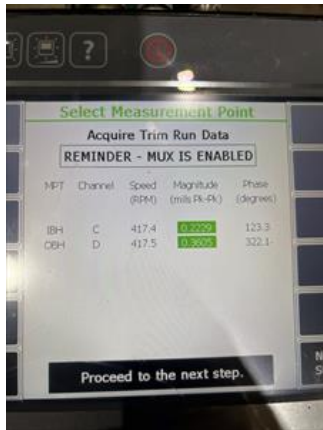 ?
Select Measurement Point
Acquire Trim Run Data
REMINDER - MUX IS ENABLED
MPT Channel Speed (RPM) Magnitude (mils Pk-Pk) Phase (degrees)
IBH C 417.4 0.2229 123.3
OBH D 417.5 0.3605 322.1
Proceed to the next step.